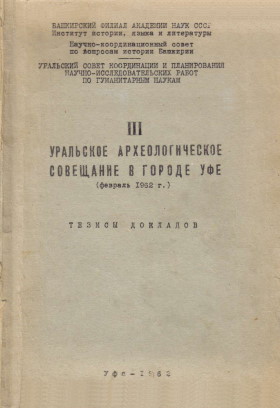 БАШКИРСКИЙ ФИЛИАЛ АКАДЕМИИ НАУК СССР
Институт истории, языка и литературы
Научно-координационный совет
по вопросам истории Башкирии
УРАЛЬСКИЙ СОВЕТ КООРДИНАЦИИ И ПЛАНИРОВАНИЯ
НАУЧНО-ИССЛЕДОВАТЕЛЬСКИХ РАБОТ
ПО ГУМАНИТАРНЫМ НАУКАМ
III
УРАЛЬСКОЕ АРХЕОЛОГИЧЕСКОЕ
СОВЕЩАНИЕ В ГОРОДЕ УФЕ
(февраль 1962 г.)
ТЕЗИСЫ ДОКЛАДОВ
Уфа-1962